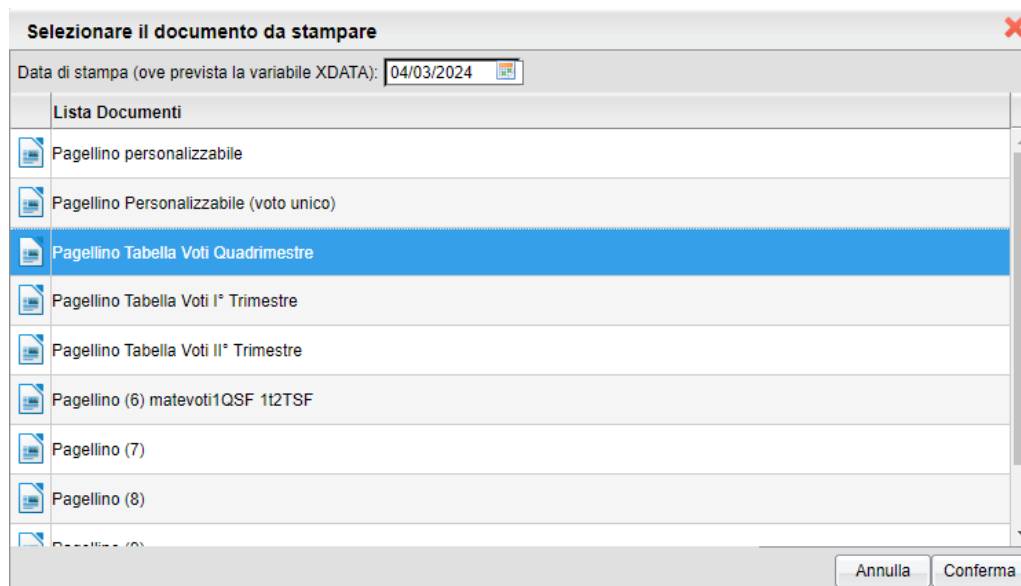 Selezionare il documento da stampare
Data di stampa (ove prevista la variabile XDATA): 04/03/2024
Lista Documenti
Pagellino personalizzabile
Pagellino Personalizzabile (voto unico)
Pagellino Tabella Voti Quadrimestre
Pagellino Tabella Voti I° Trimestre
Pagellino Tabella Voti II° Trimestre
Pagellino (6) matevoti1QSF 1t2TSF
Pagellino (7)
Pagellino (8)
Annulla Conferma